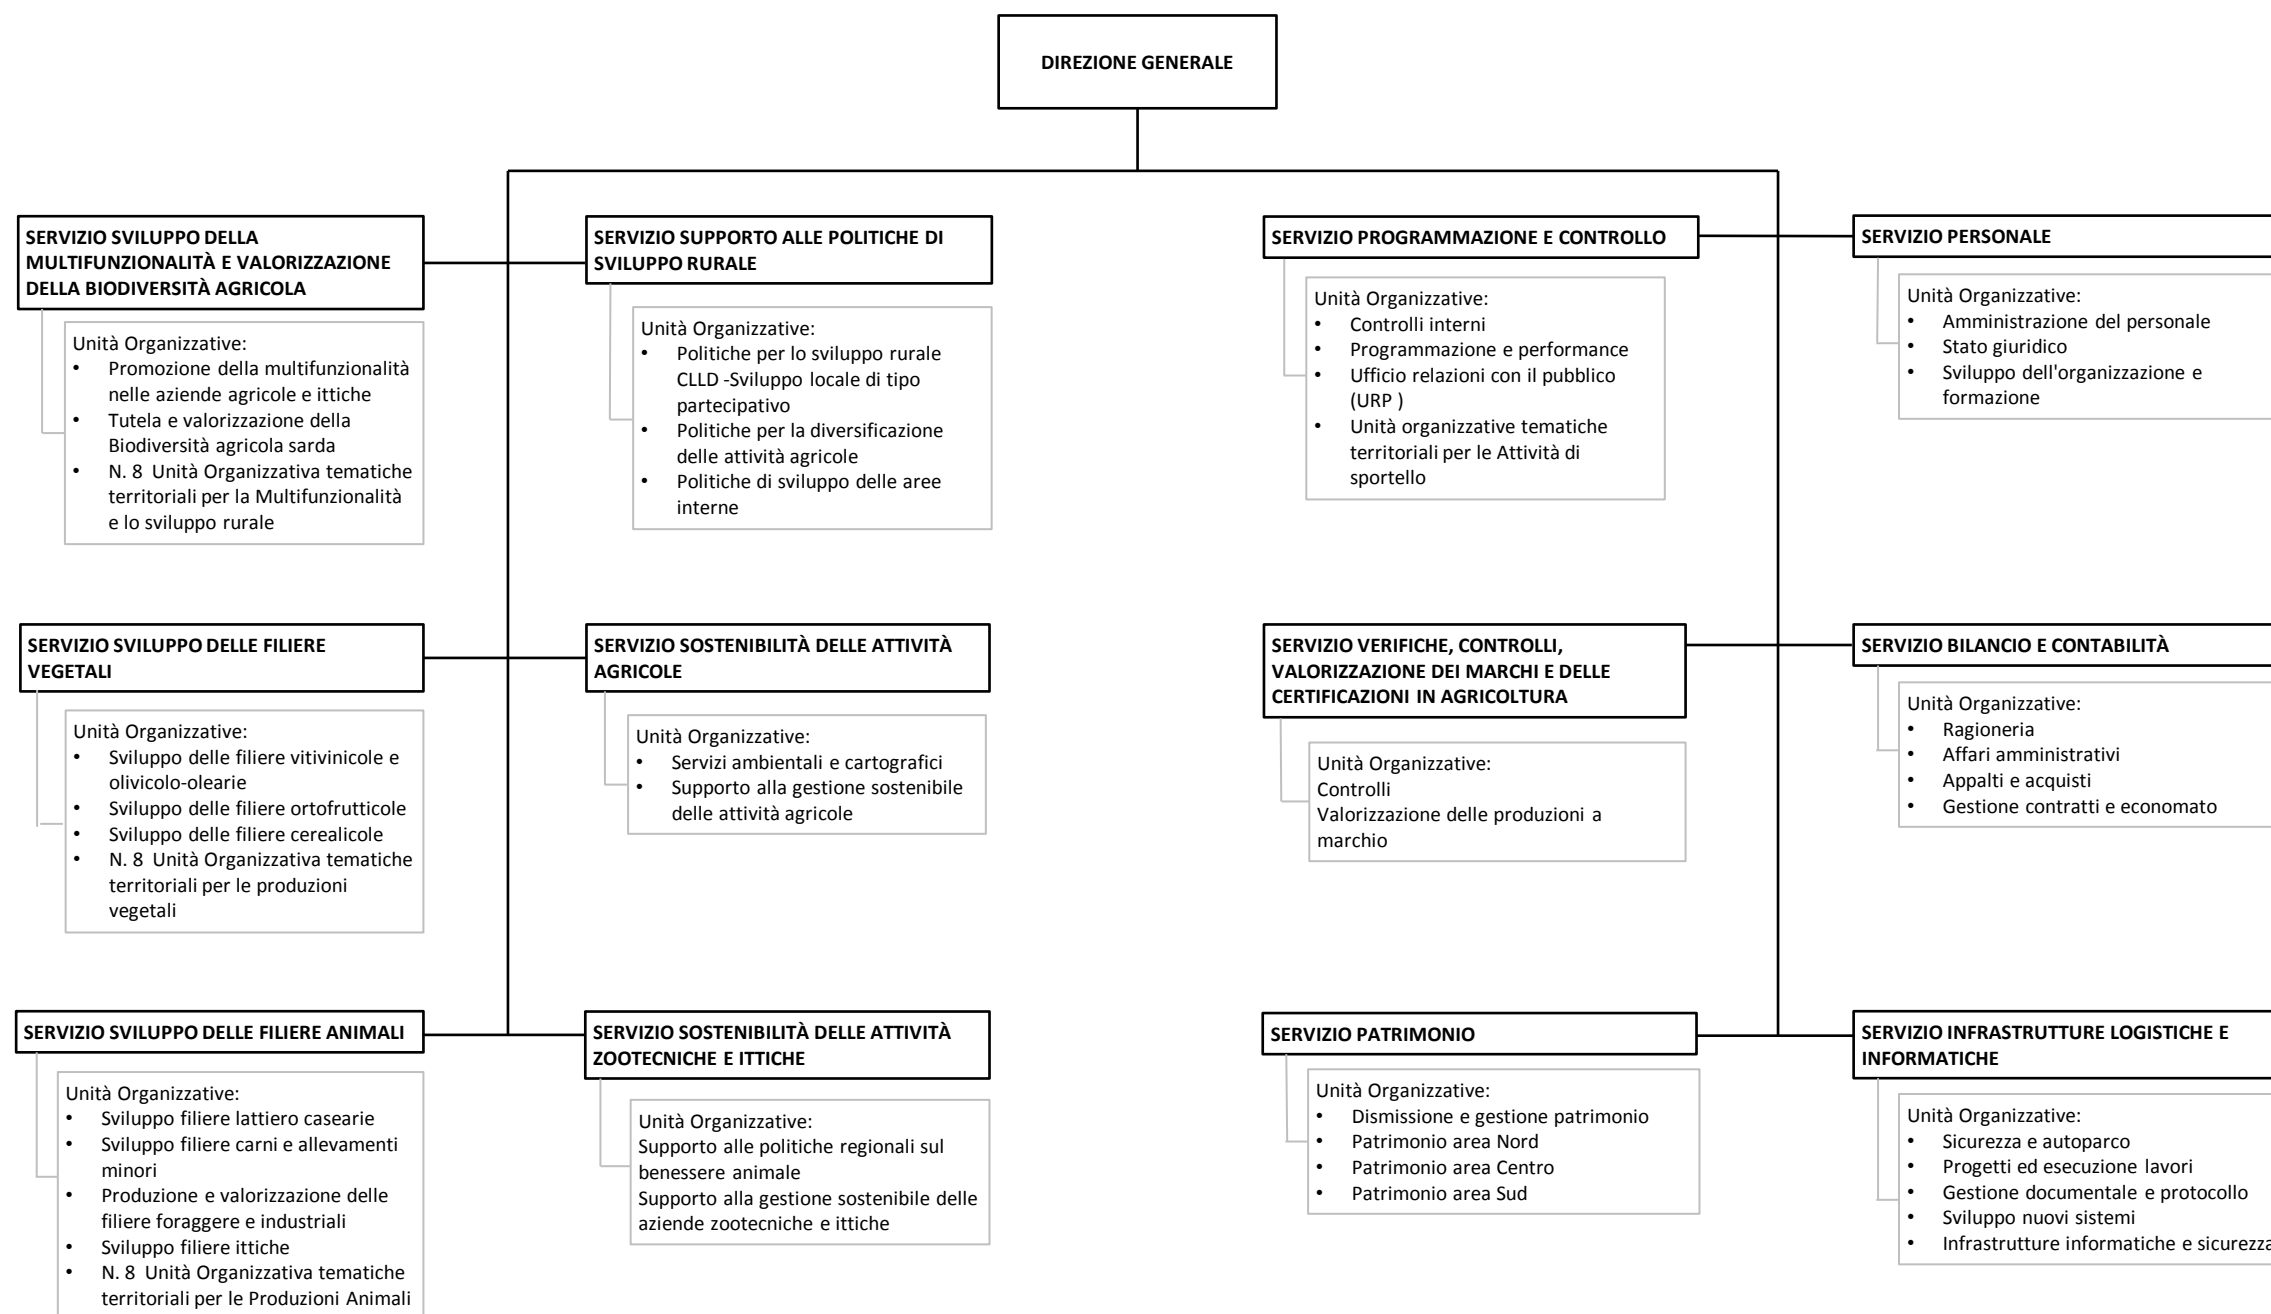 DIREZIONE GENERALE
SERVIZIO SVILUPPO DELLA
MULTIFUNZIONALITÀ E VALORIZZAZIONE
DELLA BIODIVERSITÀ AGRICOLA
Unità Organizzative:
• Promozione della multifunzionalità
nelle aziende agricole e ittiche
• Tutela e valorizzazione della
Biodiversità agricola sarda
• N. 8 Unità Organizzativa tematiche
territoriali per la Multifunzionalità
e lo sviluppo rurale
SERVIZIO SUPPORTO ALLE POLITICHE DI
SVILUPPO RURALE
Unità Organizzative:
• Politiche per lo sviluppo rurale
CLLD -Sviluppo locale di tipo
partecipativo
• Politiche per la diversificazione
delle attività agricole
• Politiche di sviluppo delle aree
interne
SERVIZIO PROGRAMMAZIONE E CONTROLLO
Unità Organizzative:
• Controlli interni
• Programmazione e performance
• Ufficio relazioni con il pubblico
(URP )
• Unità organizzative tematiche
territoriali per le Attività di
sportello
SERVIZIO PERSONALE
Unità Organizzative:
• Amministrazione del personale
• Stato giuridico
• Sviluppo dell'organizzazione e
formazione
SERVIZIO SVILUPPO DELLE FILIERE
VEGETALI
Unità Organizzative:
• Sviluppo delle filiere vitivinicole e
olivicolo-olearie
• Sviluppo delle filiere ortofrutticole
• Sviluppo delle filiere cerealicole
• N. 8 Unità Organizzativa tematiche
territoriali per le produzioni
vegetali
SERVIZIO SOSTENIBILITÀ DELLE ATTIVITÀ
AGRICOLE
Unità Organizzative:
• Servizi ambientali e cartografici
• Supporto alla gestione sostenibile
delle attività agricole
SERVIZIO VERIFICHE, CONTROLLI,
VALORIZZAZIONE DEI MARCHI E DELLE
CERTIFICAZIONI IN AGRICOLTURA
Unità Organizzative:
Controlli
Valorizzazione delle produzioni a
marchio
SERVIZIO BILANCIO E CONTABILITÀ
Unità Organizzative:
• Ragioneria
• Affari amministrativi
• Appalti e acquisti
• Gestione contratti e economato
SERVIZIO SVILUPPO DELLE FILIERE ANIMALI
Unità Organizzative:
• Sviluppo filiere lattiero casearie
• Sviluppo filiere carni e allevamenti
minori
• Produzione e valorizzazione delle
filiere foraggere e industriali
• Sviluppo filiere ittiche
• N. 8 Unità Organizzativa tematiche
territoriali per le Produzioni Animali
SERVIZIO SOSTENIBILITÀ DELLE ATTIVITÀ
ZOOTECNICHE E ITTICHE
Unità Organizzative:
Supporto alle politiche regionali sul
benessere animale
Supporto alla gestione sostenibile delle
aziende zootecniche e ittiche
SERVIZIO PATRIMONIO
Unità Organizzative:
• Dismissione e gestione patrimonio
• Patrimonio area Nord
• Patrimonio area Centro
• Patrimonio area Sud
SERVIZIO INFRASTRUTTURE LOGISTICHE E
INFORMATICHE
Unità Organizzative:
• Sicurezza e autoparco
• Progetti ed esecuzione lavori
• Gestione documentale e protocollo
• Sviluppo nuovi sistemi
• Infrastrutture informatiche e sicurezza